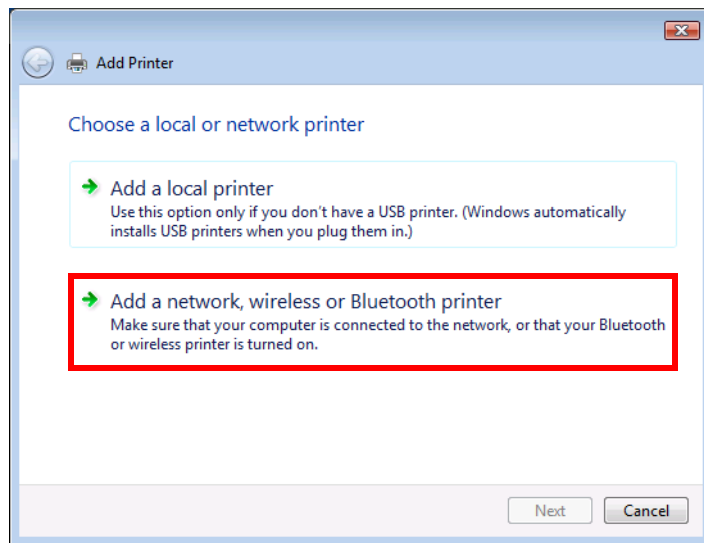 Add Printer
Choose a local or network printer
Add a local printer
Use this option only if you don't have a USB printer. (Windows automatically
installs USB printers when you plug them in.)
Add a network, wireless or Bluetooth printer
Make sure that your computer is connected to the network, or that your Bluetooth
or wireless printer is turned on.
Next
Cancel